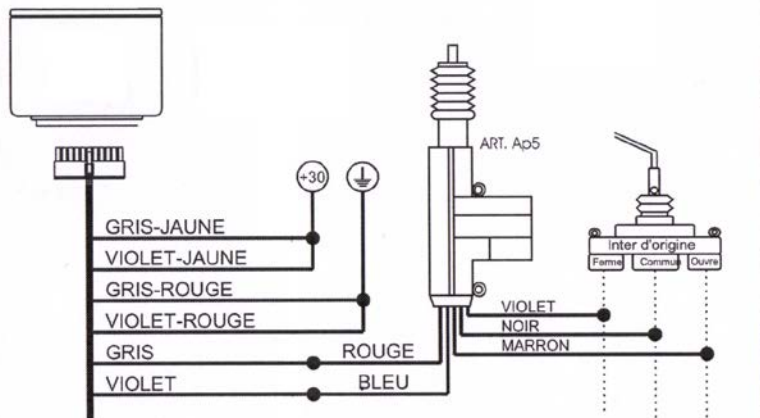 ART. Ap5
+30
GRIS-JAUNE
VIOLET-JAUNE
GRIS-ROUGE
VIOLET-ROUGE
GRIS
ROUGE
VIOLET
BLEU
Inter d'origine
Ferme
Commun
Ouvre
VIOLET
NOIR
MARRON